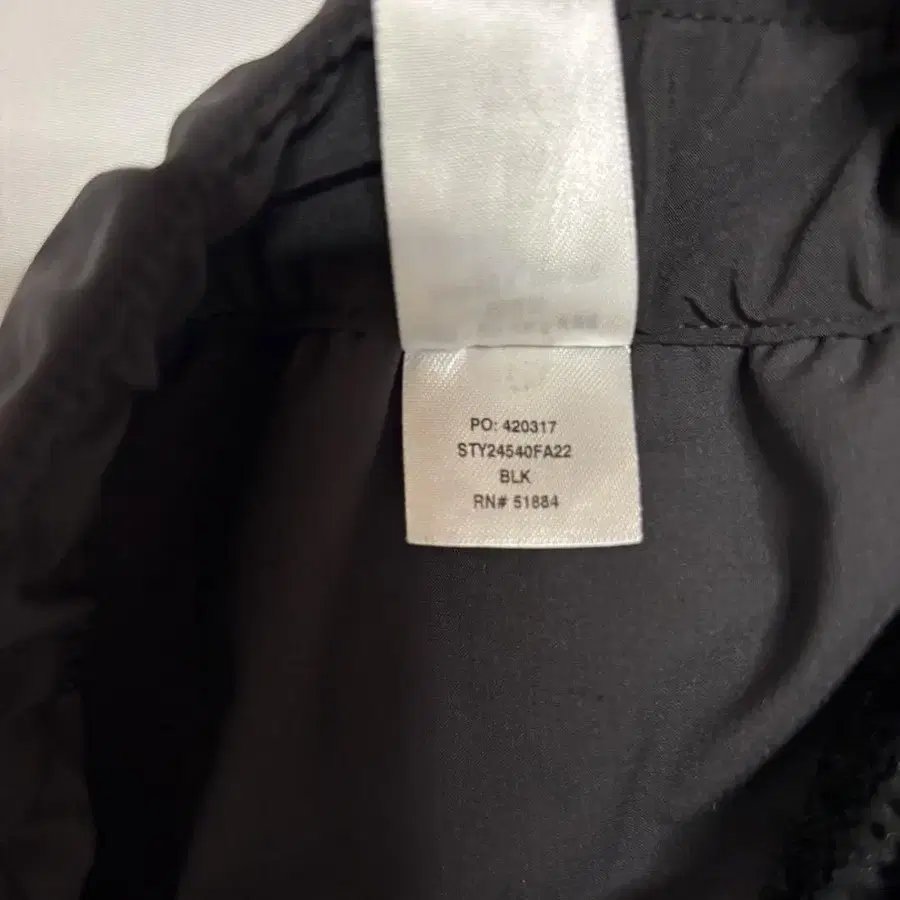 PO: 420317
STY24540FA22
BLK
RN# 51884